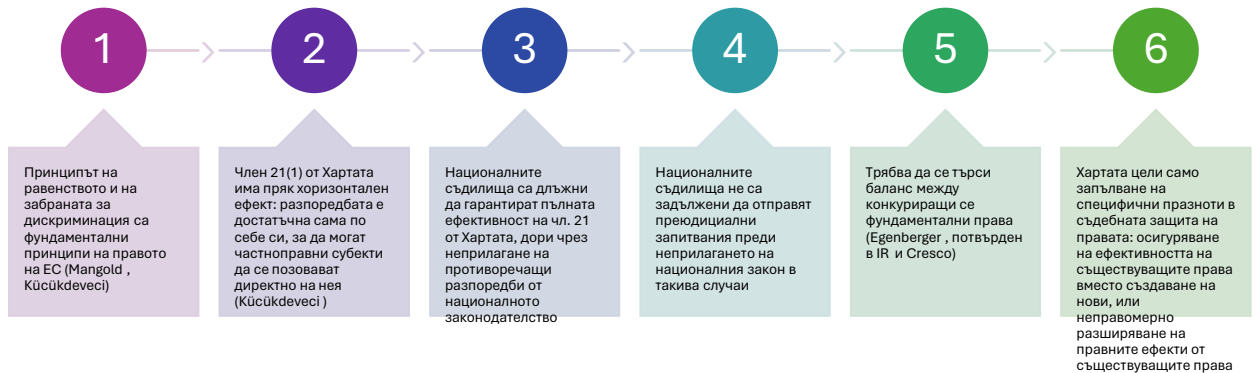 1
2
3
4
5
6
Принципът на
равенството и на
забраната за
дискриминация са
фундаментални
принципи на правото
на ЕС (Mangold ,
Kücükdeveci)
Член 21(1) от Хартата
има пряк хоризонтален
ефект: разпоредбата е
достатъчна сама по
себе си, за да могат
частноправни субекти
да се позовават
директно на нея
(Kücükdeveci )
Националните
съдилища са длъжни
да гарантират пълната
ефективност на чл. 21
от Хартата, дори чрез
неприлагане на
противоречащи
разпоредби от
националното
законодателство
Националните
съдилища не са
задължени да отправят
преюдициални
запитвания преди
неприлагането на
националния закон в
такива случаи
Трябва да се търси
баланс между
конкуриращи се
фундаментални права
(Egenberger , потвърден
в IR и Cresco)
Хартата цели само
запълване на
специфични празноти в
съдебната защита на
правата: осигуряване
на ефективността на
съществуващите права
вместо създаване на
нови, или
неправомерно
разширяване на
правните ефекти от
съществуващите права